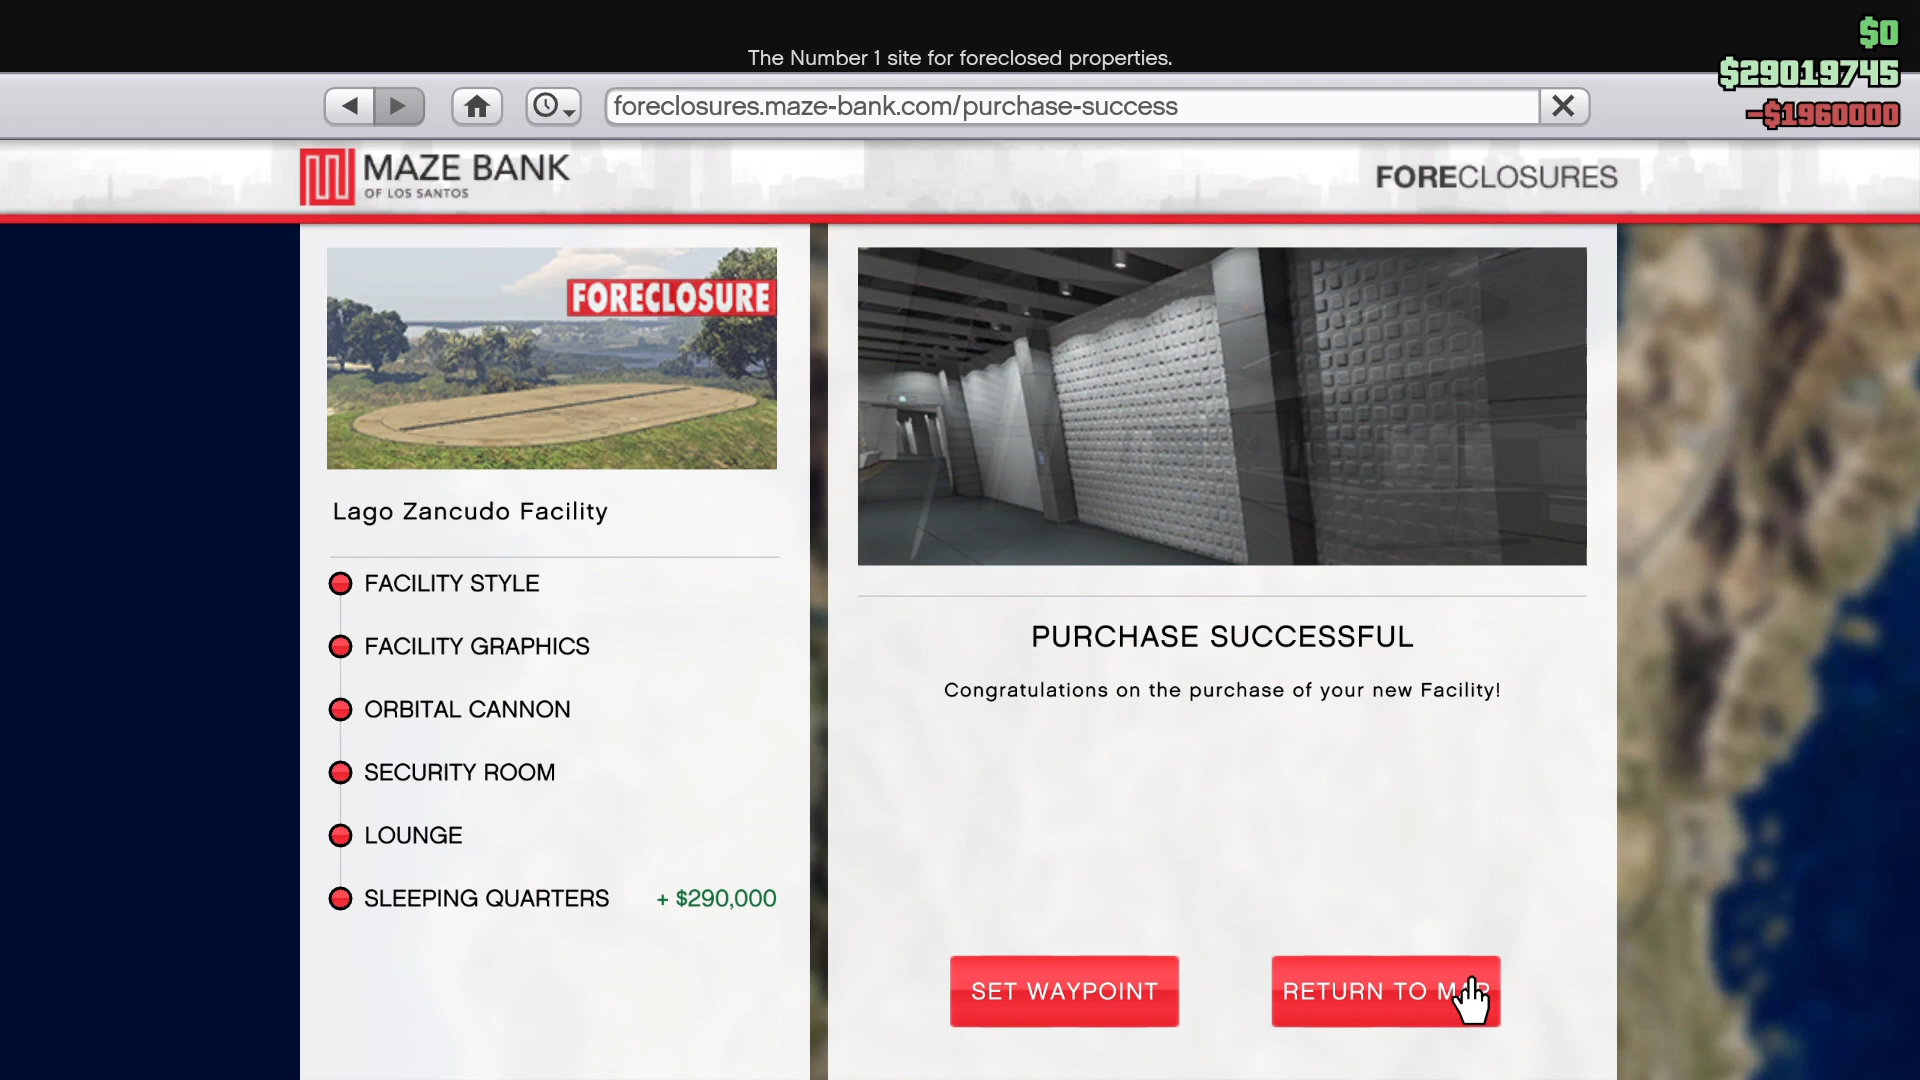 The Number 1 site for foreclosed properties.
$0
$29019745
-$1960000
foreclosures.maze-bank.com/purchase-success
MAZE BANK
OF LOS SANTOS
FORECLOSURES
FORECLOSURE
Lago Zancudo Facility
FACILITY STYLE
FACILITY GRAPHICS
ORBITAL CANNON
SECURITY ROOM
LOUNGE
SLEEPING QUARTERS + $290,000
PURCHASE SUCCESSFUL
Congratulations on the purchase of your new Facility!
SET WAYPOINT
RETURN TO MAP